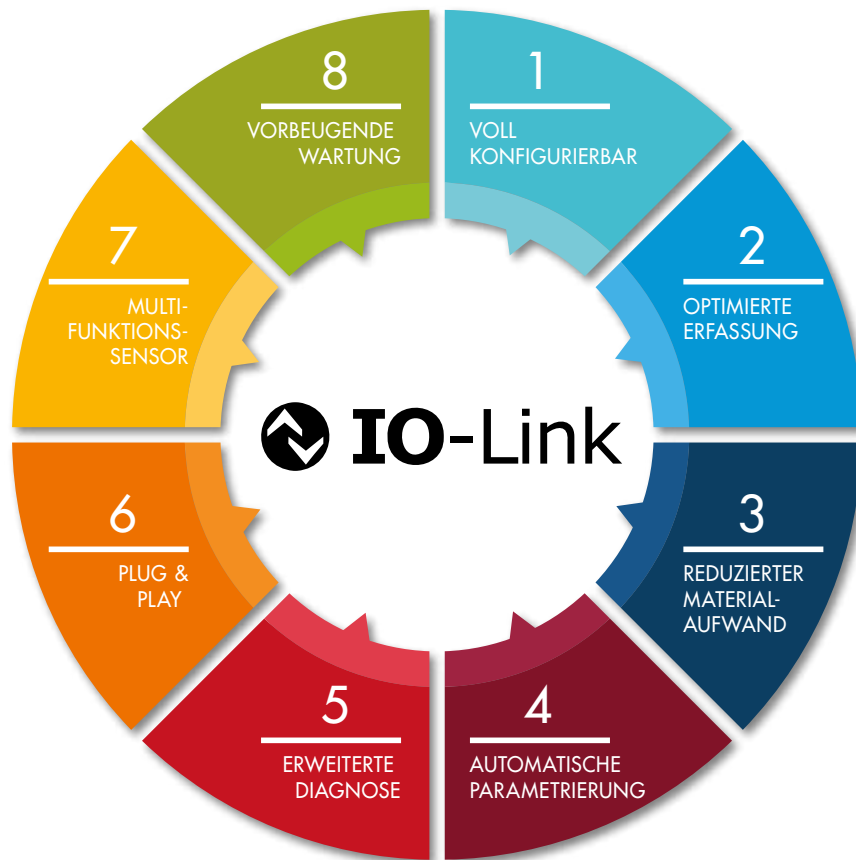 1
VOLL
KONFIGURIERBAR
2
OPTIMIERTE
ERFASSUNG
3
REDUZIERTER
MATERIAL-
AUFWAND
4
AUTOMATISCHE
PARAMETRIERUNG
5
ERWEITERTE
DIAGNOSE
6
PLUG &
PLAY
7
MULTI-
FUNKTIONS-
SENSOR
8
VORBEUGENDE
WARTUNG
IO-Link